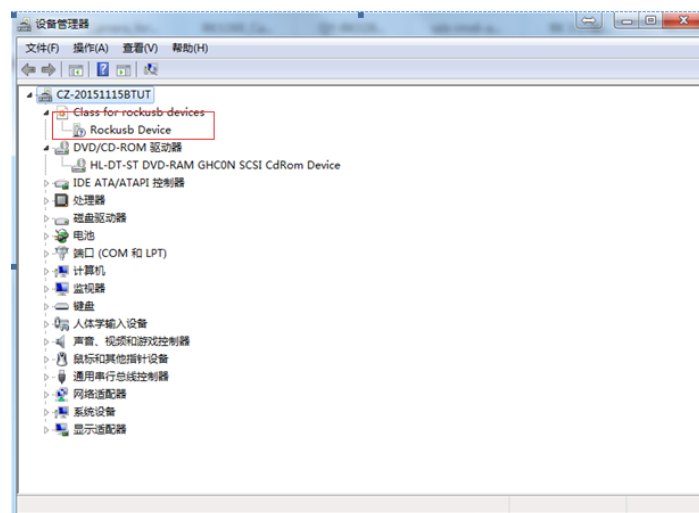 设备管理器
文件(F) 操作(A) 查看(V) 帮助(H)
CZ-20151115BTUT
Class for rockusb devices
Rockusb Device
DVD/CD-ROM 驱动器
HL-DT-ST DVD-RAM GHC0N SCSI CdRom Device
IDE ATA/ATAPI 控制器
处理器
磁盘驱动器
电池
端口 (COM 和 LPT)
计算机
监视器
键盘
人体学输入设备
声音、视频和游戏控制器
鼠标和其他指针设备
通用串行总线控制器
网络适配器
系统设备
显示适配器